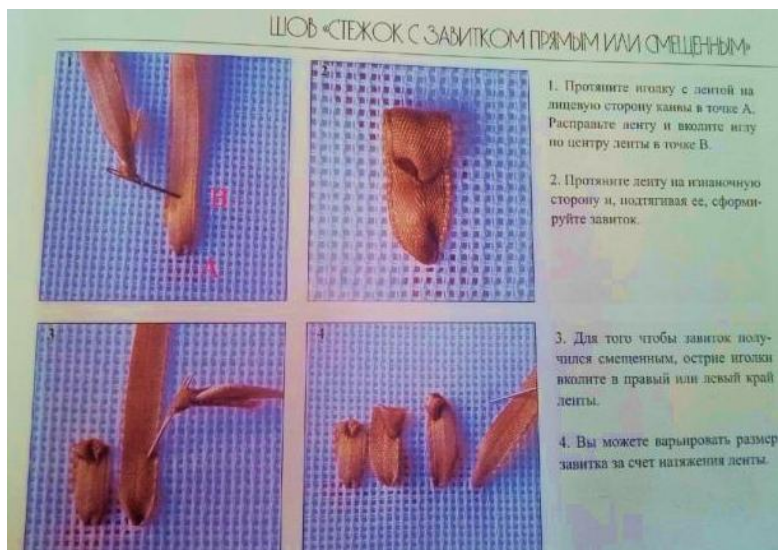 ШОВ «СТЕЖОК С ЗАВИТКОМ ПРЯМЫМ ИЛИ СМЕЩЕННЫМ»
1
В
А
2
1. Протяните иголку с лентой на
лицевую сторону канвы в точке А.
Расправьте ленту и вколите иглу
по центру ленты в точке В.
2. Протяните ленту на изнаночную
сторону и, подтягивая ее, сформи-
руйте завиток.
3
4
3. Для того чтобы завиток полу-
чился смещенным, острие иголки
вколите в правый или левый край
ленты.
4. Вы можете варьировать размер
завитка за счет натяжения ленты.